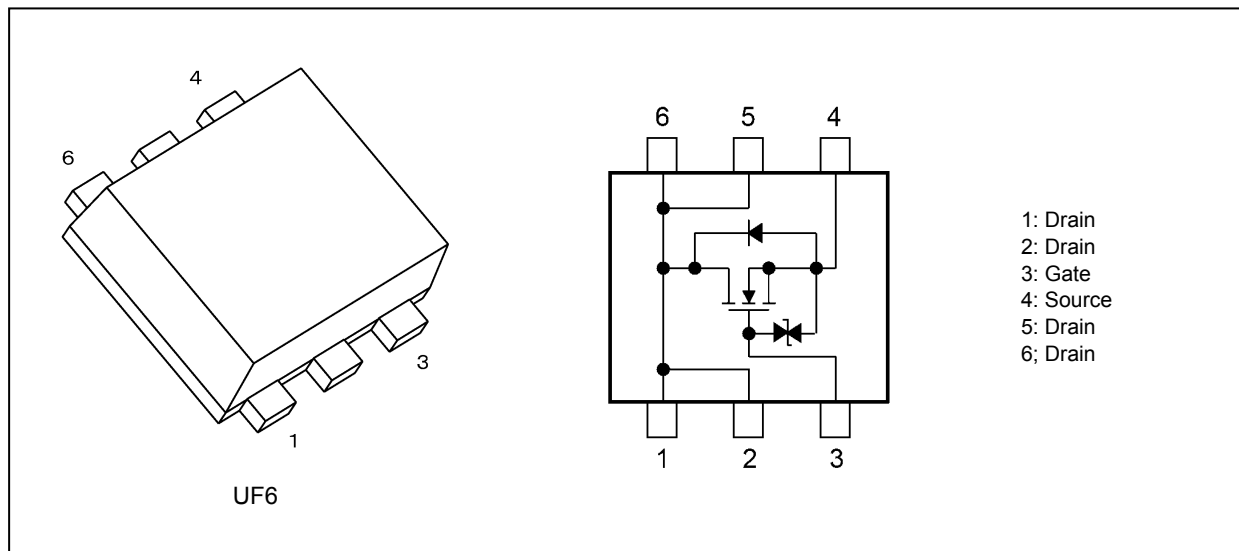 4
6
3
1
UF6
6 5 4
1 2 3
1: Drain
2: Drain
3: Gate
4: Source
5: Drain
6; Drain